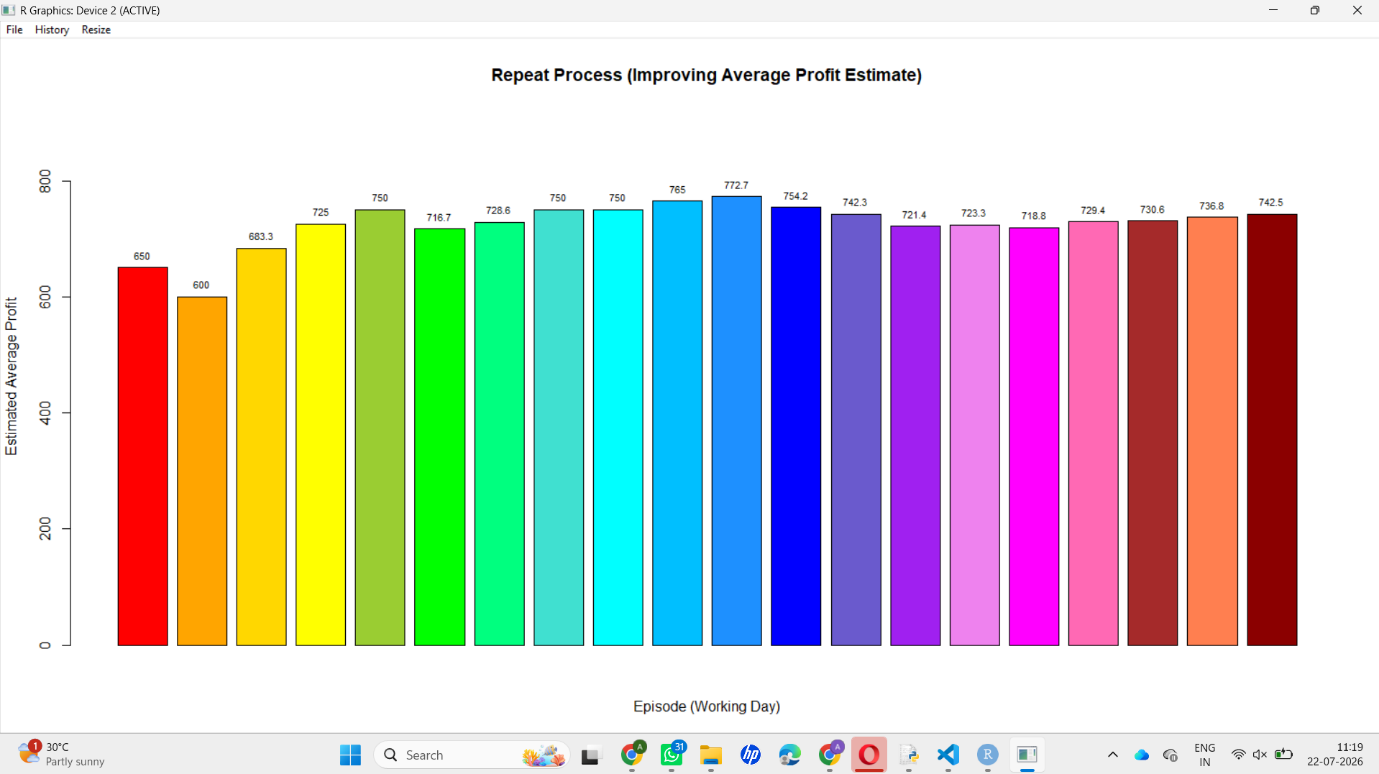 R Graphics: Device 2 (ACTIVE)
File History Resize
Repeat Process (Improving Average Profit Estimate)
Estimated Average Profit
800
600
400
200
0
650
600
683.3
725
750
716.7
728.6
750
750
765
772.7
754.2
742.3
721.4
723.3
718.8
729.4
730.6
736.8
742.5
Episode (Working Day)
1
30°C
Partly sunny
Search
A
31
hp
A
R
ENG
IN
11:19
22-07-2026